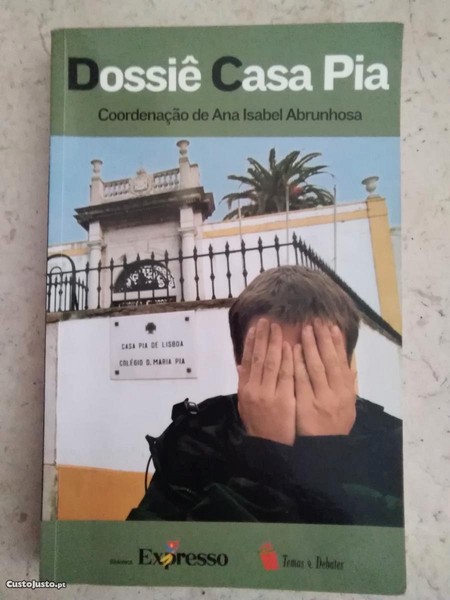 Dossiê Casa Pia
Coordenação de Ana Isabel Abrunhosa
CASA PIA DE LISBOA
COLÉGIO D. MARIA PIA
Biblioteca Expresso
Temas e Debates
CustoJusto.pt